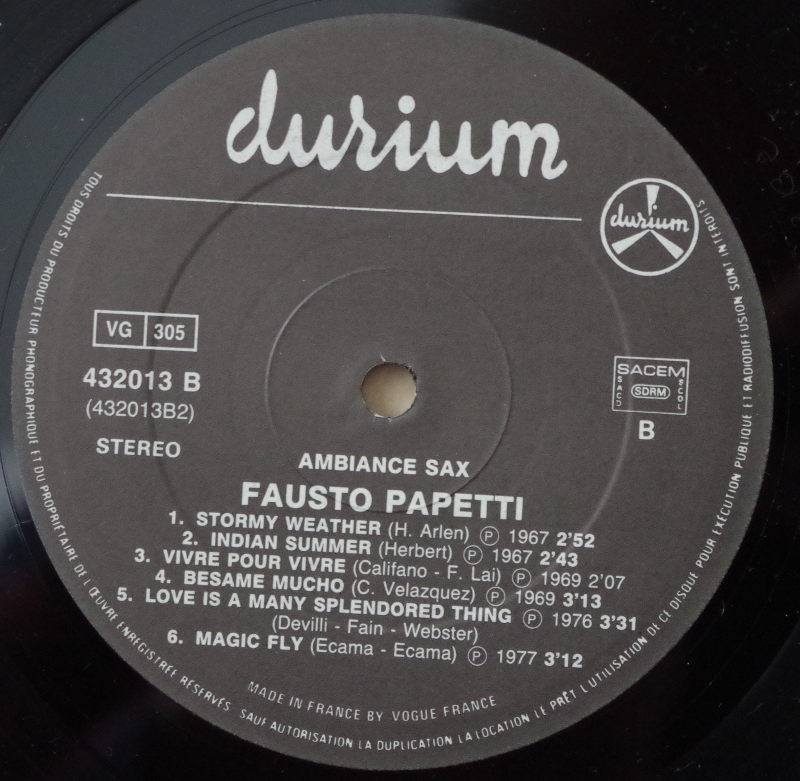 durium
durium
VG 305
432013 B
(432013B2)
STEREO
SACEM
SACD
SDRM
SCDL
B
AMBIANCE SAX
FAUSTO PAPETTI
1. STORMY WEATHER (H. Arlen) Ⓟ 1967 2'52
2. INDIAN SUMMER (Herbert) Ⓟ 1967 2'43
3. VIVRE POUR VIVRE (Califano - F. Lai) Ⓟ 1969 2'07
4. BESAME MUCHO (C. Velazquez) Ⓟ 1969 3'13
5. LOVE IS A MANY SPLENDORED THING Ⓟ 1976 3'31
(Devilli - Fain - Webster)
6. MAGIC FLY (Ecama - Ecama) Ⓟ 1977 3'12
MADE IN FRANCE BY VOGUE FRANCE
TOUS DROITS DU PRODUCTEUR PHONOGRAPHIQUE ET DU PROPRIÉTAIRE DE L'ŒUVRE ENREGISTRÉE RÉSERVÉS. SAUF AUTORISATION LA DUPLICATION LA LOCATION LE PRÊT L'UTILISATION DE CE DISQUE POUR EXÉCUTION PUBLIQUE ET RADIODIFFUSION SONT INTERDITS